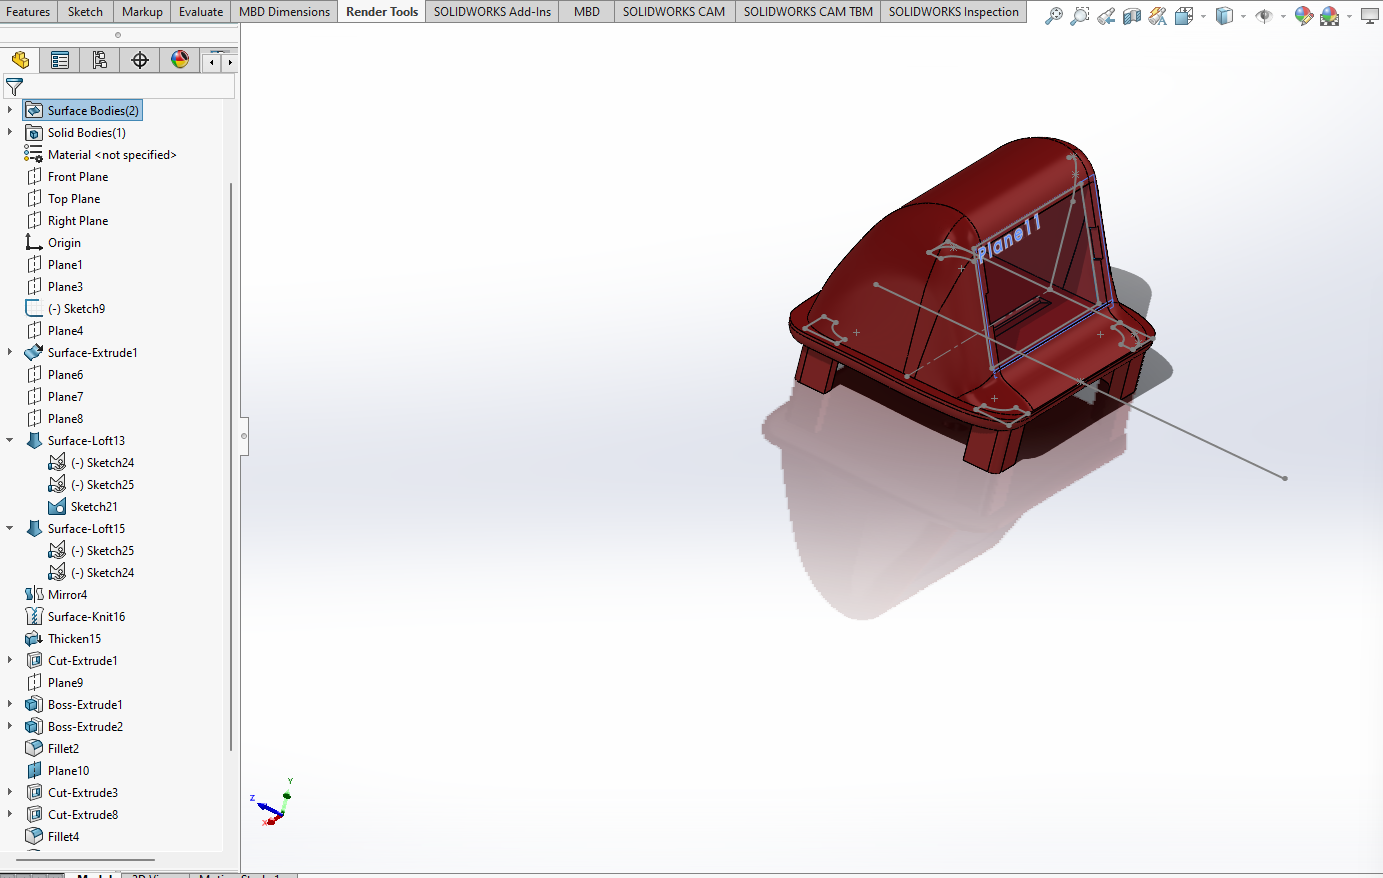 Features Sketch Markup Evaluate MBD Dimensions Render Tools SOLIDWORKS Add-Ins MBD SOLIDWORKS CAM SOLIDWORKS CAM TBM SOLIDWORKS Inspection
Surface Bodies(2)
Solid Bodies(1)
Material <not specified>
Front Plane
Top Plane
Right Plane
Origin
Plane1
Plane3
(-) Sketch9
Plane4
Surface-Extrude1
Plane6
Plane7
Plane8
Surface-Loft13
(-) Sketch24
(-) Sketch25
Sketch21
Surface-Loft15
(-) Sketch25
(-) Sketch24
Mirror4
Surface-Knit16
Thicken15
Cut-Extrude1
Plane9
Boss-Extrude1
Boss-Extrude2
Fillet2
Plane10
Cut-Extrude3
Cut-Extrude8
Fillet4
Plane11
Y
Z
X